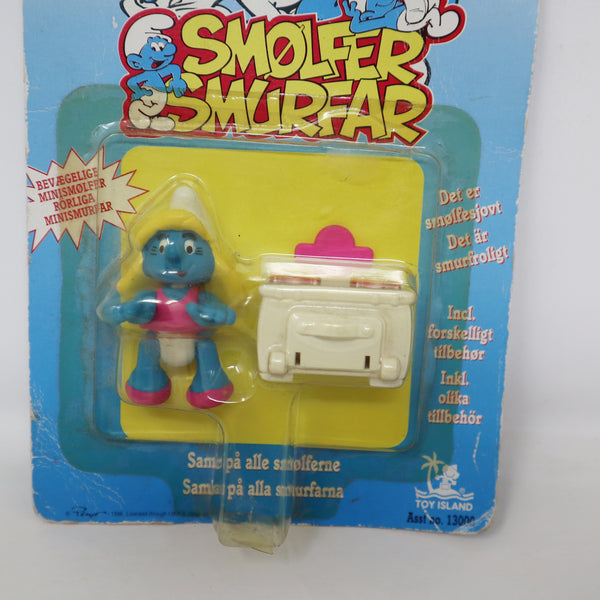 SMØLFER
SMURFAR
BEVÆGELIGE
MINISMØLFER
RÖRLIGA
MINISMURFAR
Det er
smølfesjovt
Det är
smurfroligt
Incl.
forskelligt
tilbehør
Inkl.
olika
tillbehör
Saml på alle smølferne
Samla på alla smurfarna
© Peyo
TOY ISLAND
Asst no. 13000